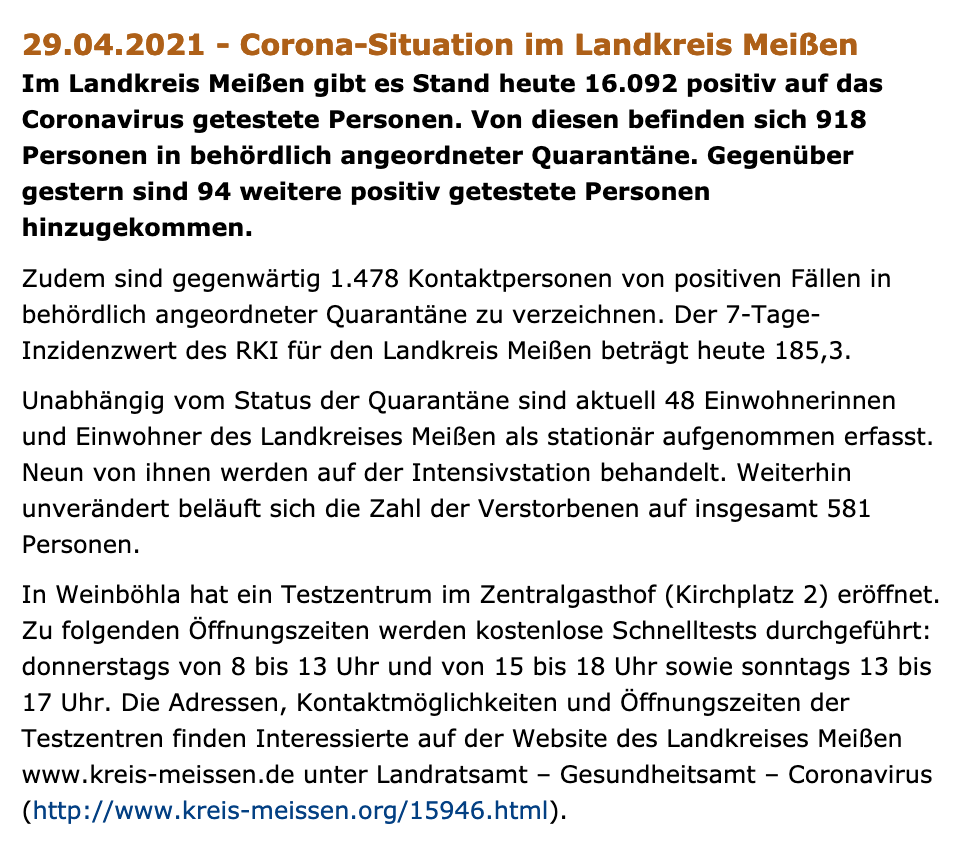 29.04.2021 - Corona-Situation im Landkreis Meißen
Im Landkreis Meißen gibt es Stand heute 16.092 positiv auf das
Coronavirus getestete Personen. Von diesen befinden sich 918
Personen in behördlich angeordneter Quarantäne. Gegenüber
gestern sind 94 weitere positiv getestete Personen
hinzugekommen.
Zudem sind gegenwärtig 1.478 Kontaktpersonen von positiven Fällen in
behördlich angeordneter Quarantäne zu verzeichnen. Der 7-Tage-
Inzidenzwert des RKI für den Landkreis Meißen beträgt heute 185,3.
Unabhängig vom Status der Quarantäne sind aktuell 48 Einwohnerinnen
und Einwohner des Landkreises Meißen als stationär aufgenommen erfasst.
Neun von ihnen werden auf der Intensivstation behandelt. Weiterhin
unverändert beläuft sich die Zahl der Verstorbenen auf insgesamt 581
Personen.
In Weinböhla hat ein Testzentrum im Zentralgasthof (Kirchplatz 2) eröffnet.
Zu folgenden Öffnungszeiten werden kostenlose Schnelltests durchgeführt:
donnerstags von 8 bis 13 Uhr und von 15 bis 18 Uhr sowie sonntags 13 bis
17 Uhr. Die Adressen, Kontaktmöglichkeiten und Öffnungszeiten der
Testzentren finden Interessierte auf der Website des Landkreises Meißen
www.kreis-meissen.de unter Landratsamt – Gesundheitsamt – Coronavirus
(http://www.kreis-meissen.org/15946.html).